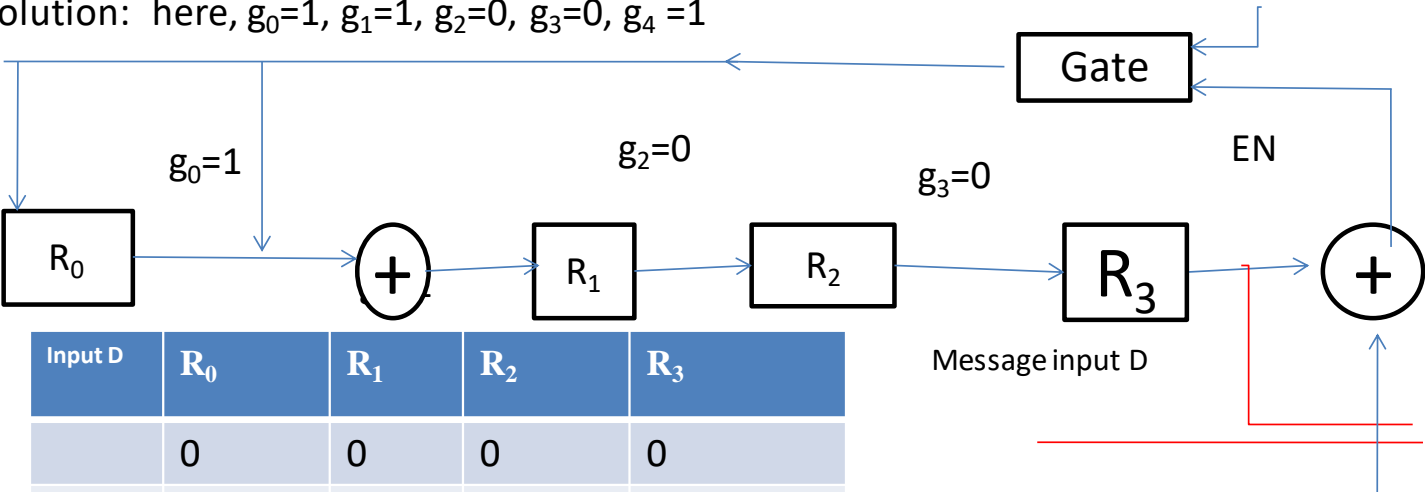 olution: here, g₀=1, g₁=1, g₂=0, g₃=0, g₄ =1
Gate
g₀=1
g₂=0
g₃=0
EN
R₀
+
R₁
R₂
R₃
+
Message input D
Input D R₀ R₁ R₂ R₃
0 0 0 0